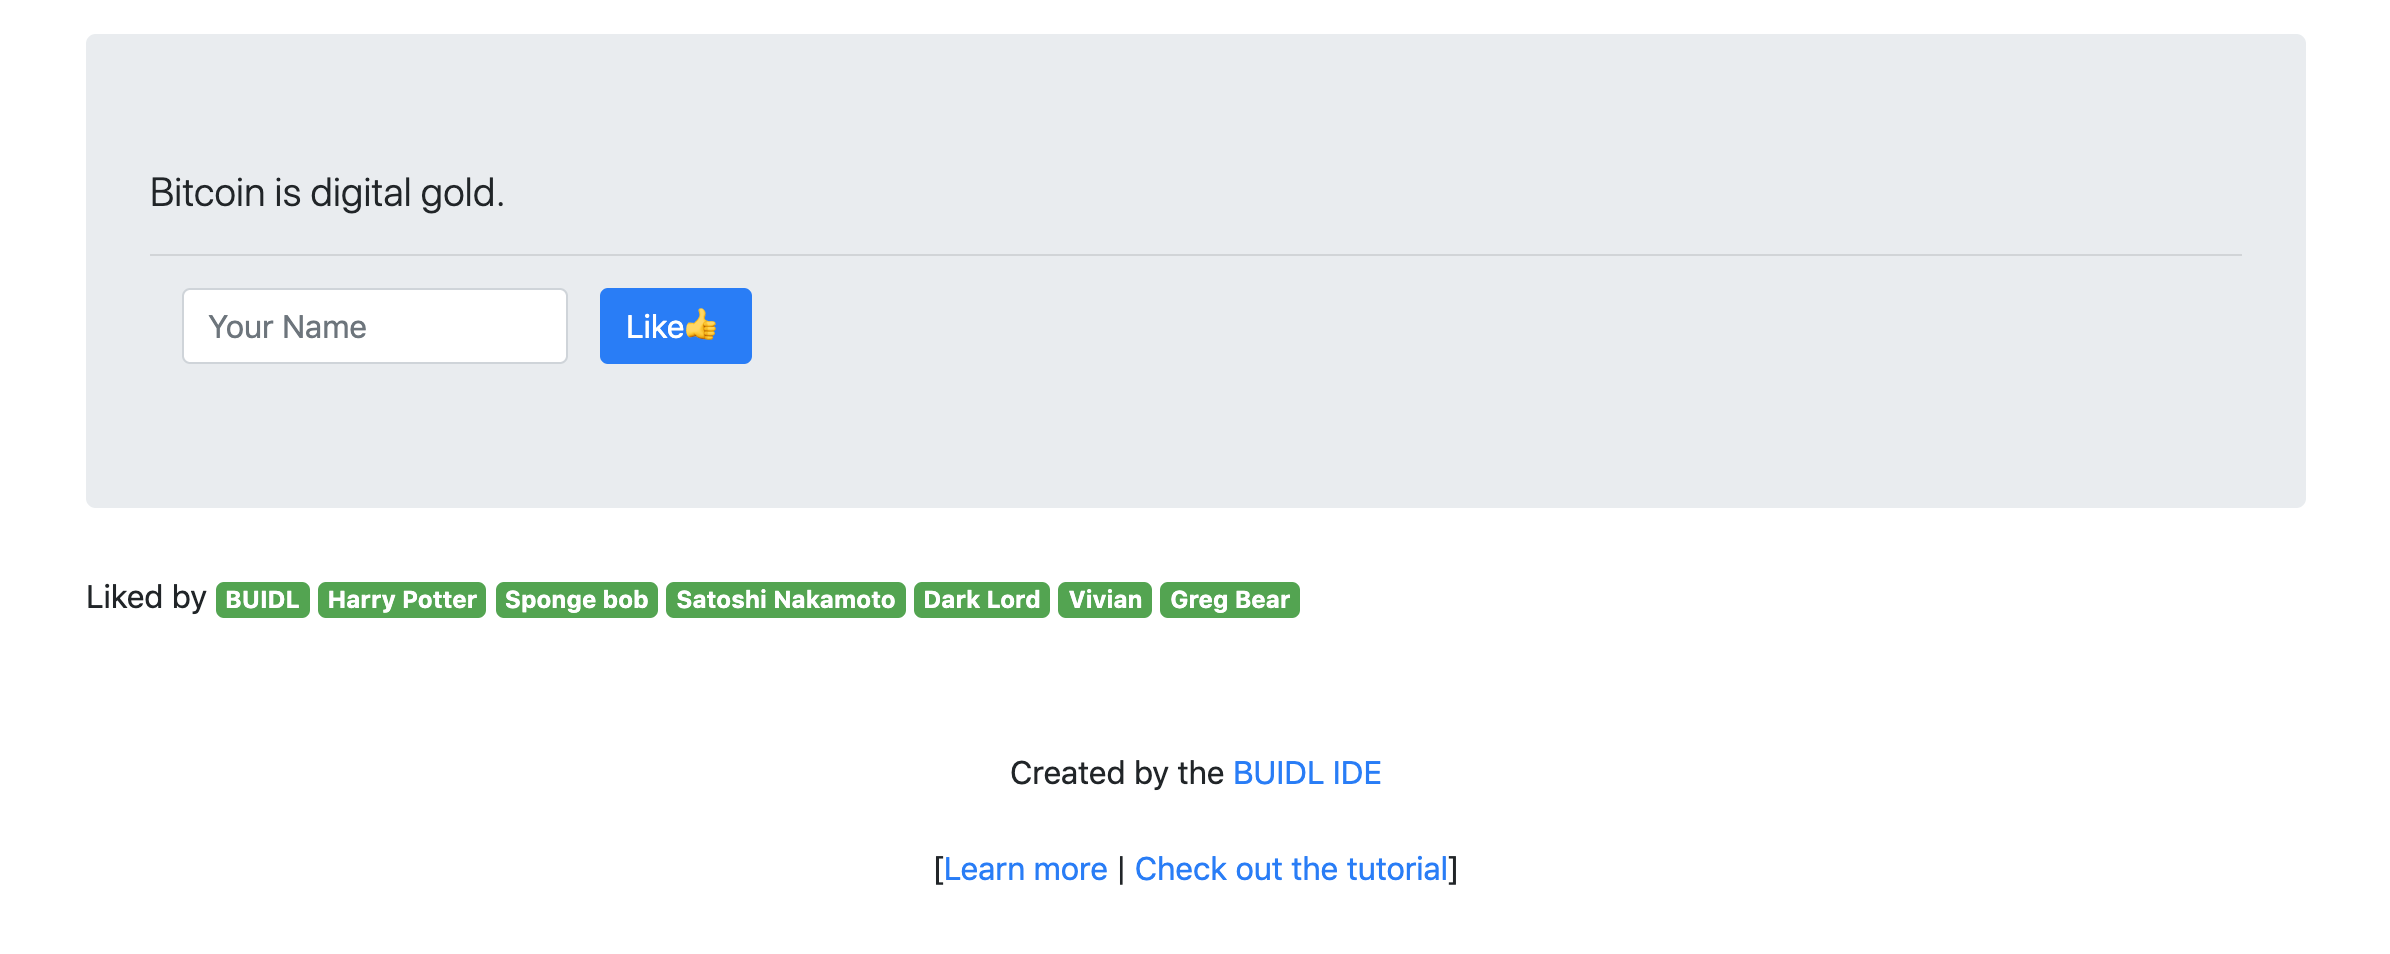 Bitcoin is digital gold.
Your Name
Like👍
Liked by BUIDL Harry Potter Sponge bob Satoshi Nakamoto Dark Lord Vivian Greg Bear
Created by the BUIDL IDE
[Learn more | Check out the tutorial]